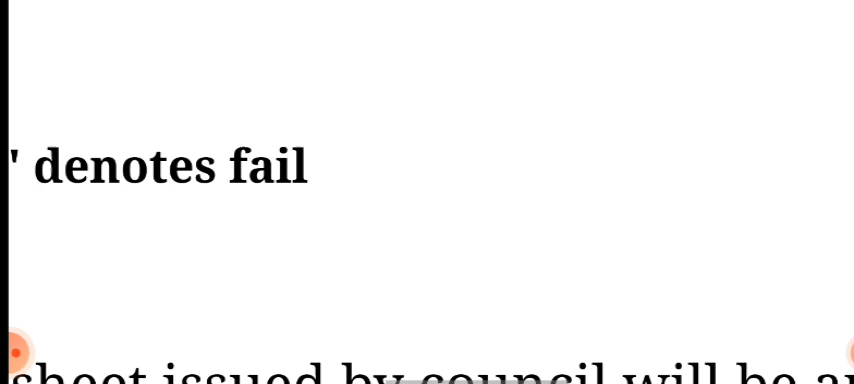 ' denotes fail
sheet issued by council will be